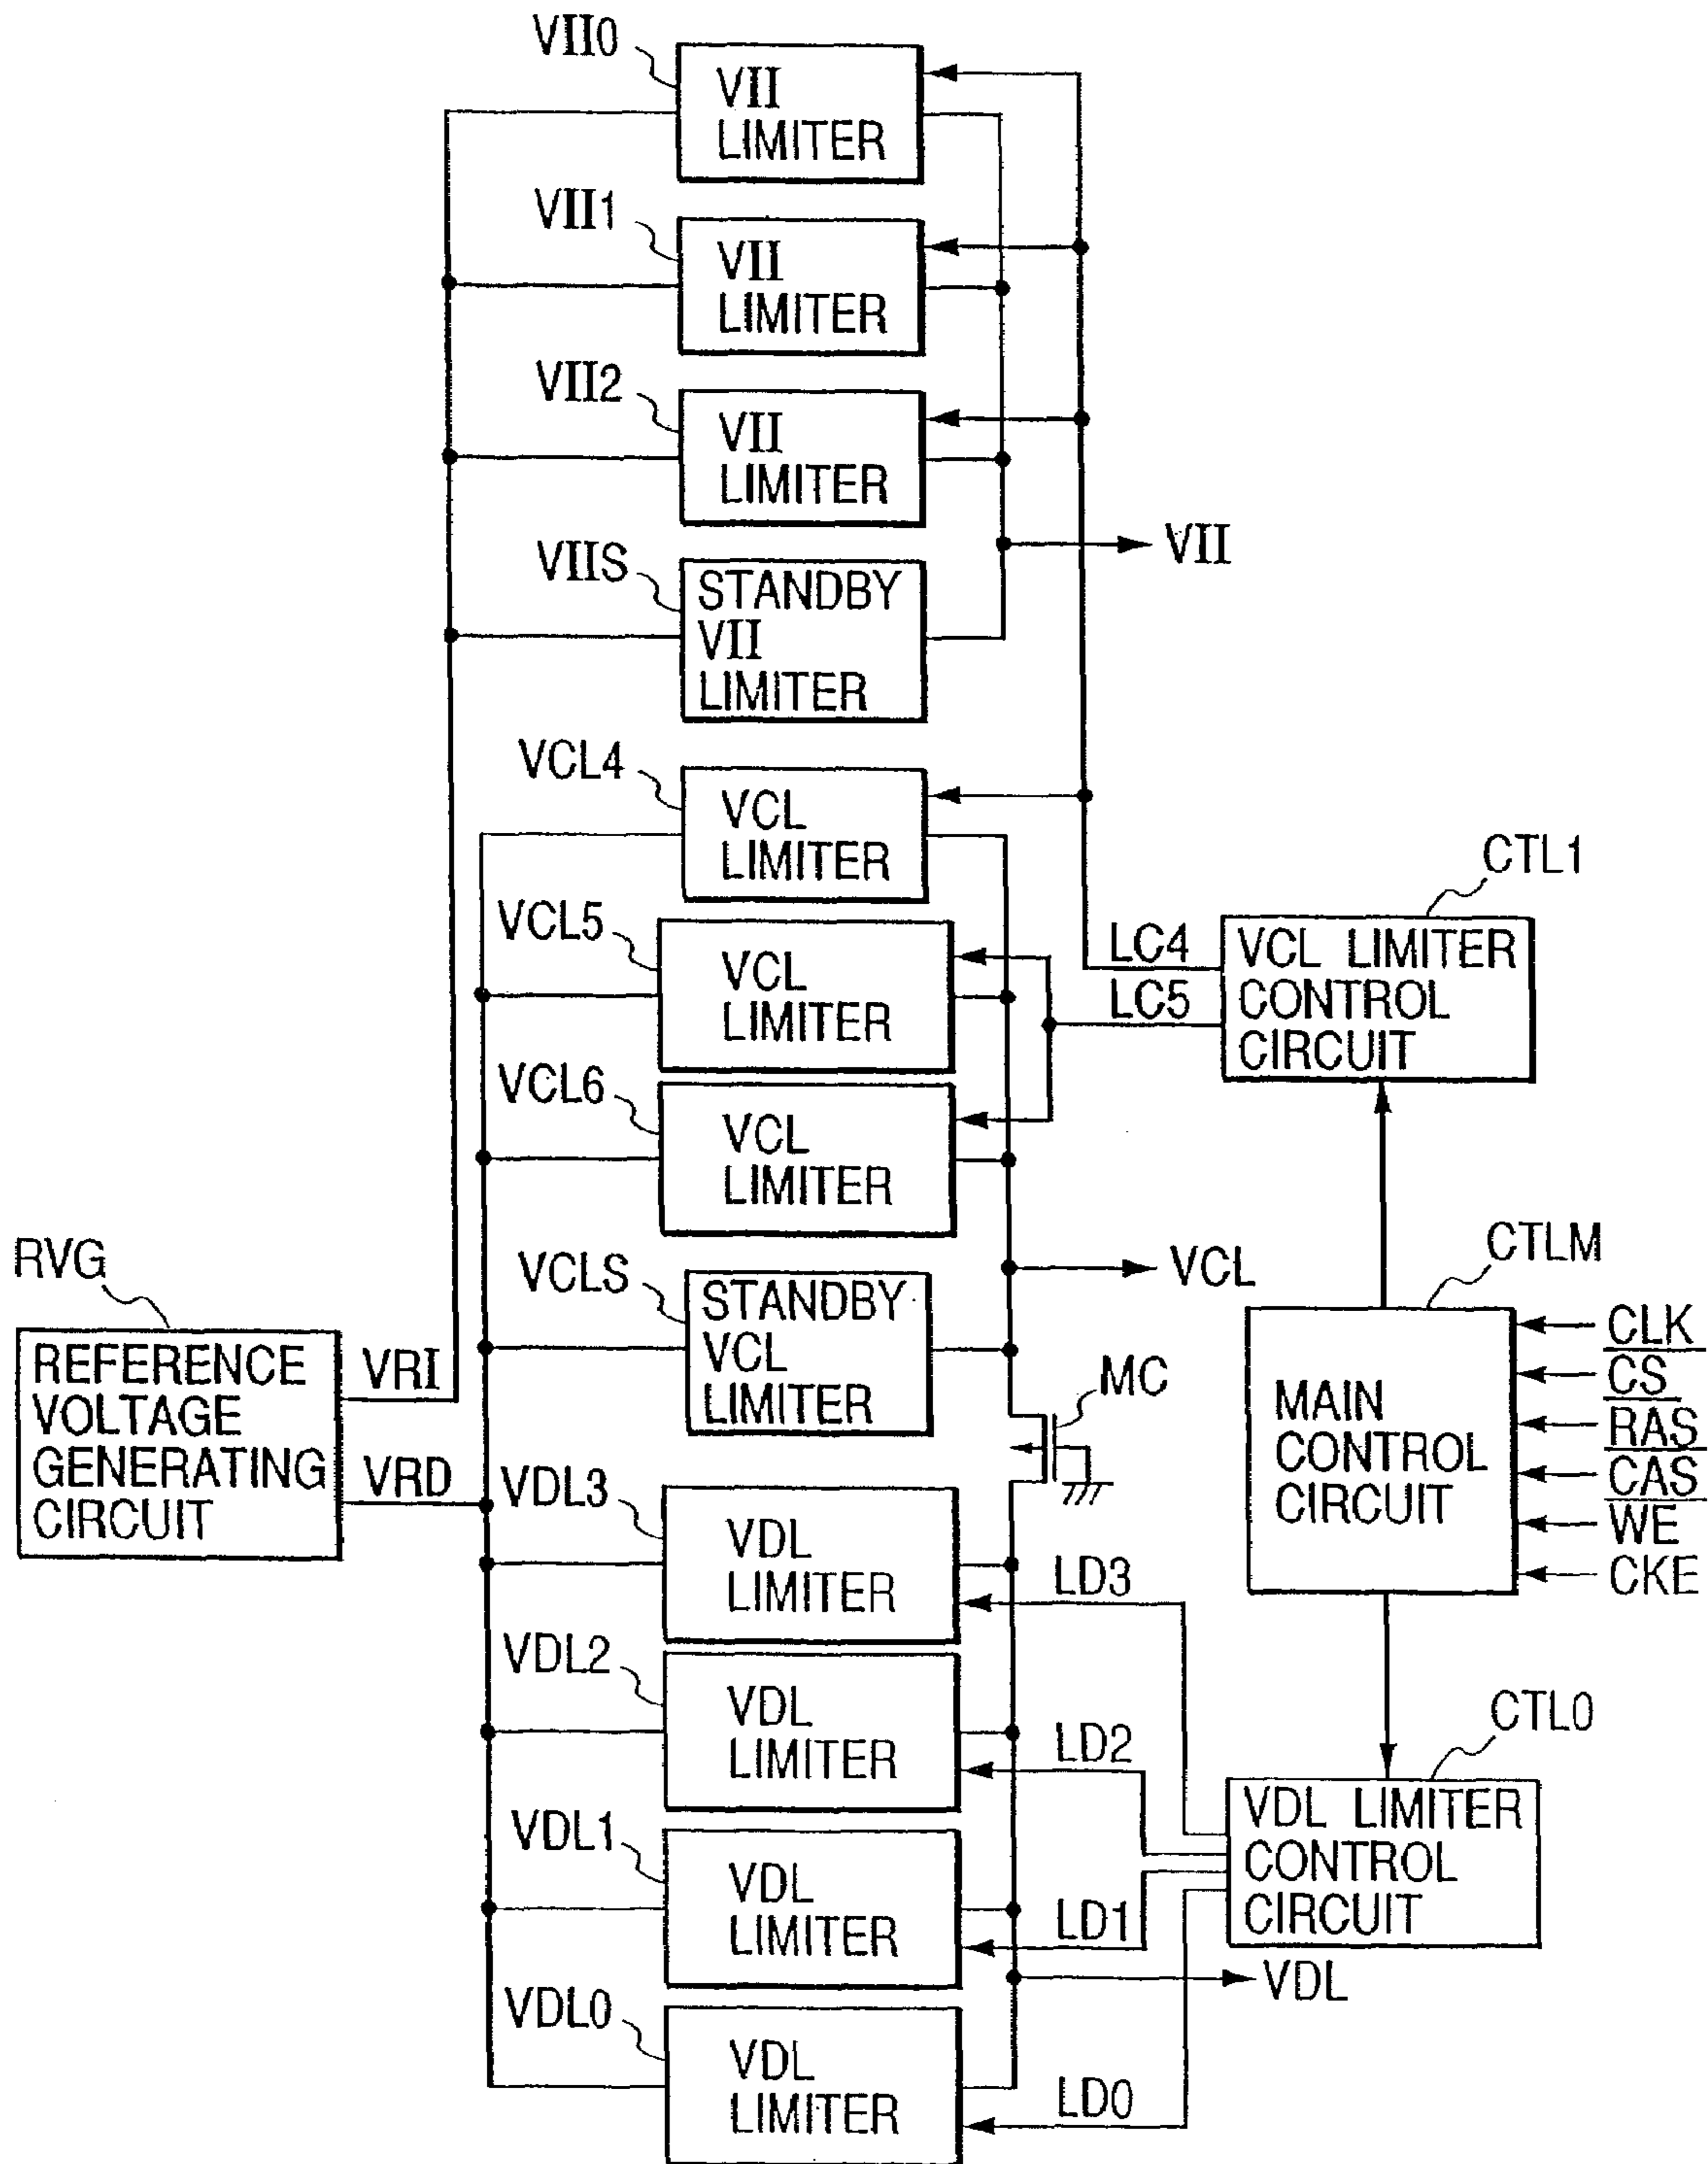 VII0
VII
LIMITER
VII1
VII
LIMITER
VII2
VII
LIMITER
VII
VIIS
STANDBY
VII
LIMITER
VCL4
VCL
LIMITER
CTL1
VCL5
VCL
LIMITER
LC4
LC5
VCL LIMITER
CONTROL
CIRCUIT
VCL6
VCL
LIMITER
RVG
REFERENCE
VOLTAGE
GENERATING
CIRCUIT
VRI
VRD
VCLS
STANDBY
VCL
LIMITER
VCL
MC
CTLM
MAIN
CONTROL
CIRCUIT
CLK
CS
RAS
CAS
WE
CKE
VDL3
VDL
LIMITER
LD3
VDL2
VDL
LIMITER
LD2
CTL0
VDL LIMITER
CONTROL
CIRCUIT
VDL1
VDL
LIMITER
LD1
VDL
VDL0
VDL
LIMITER
LD0